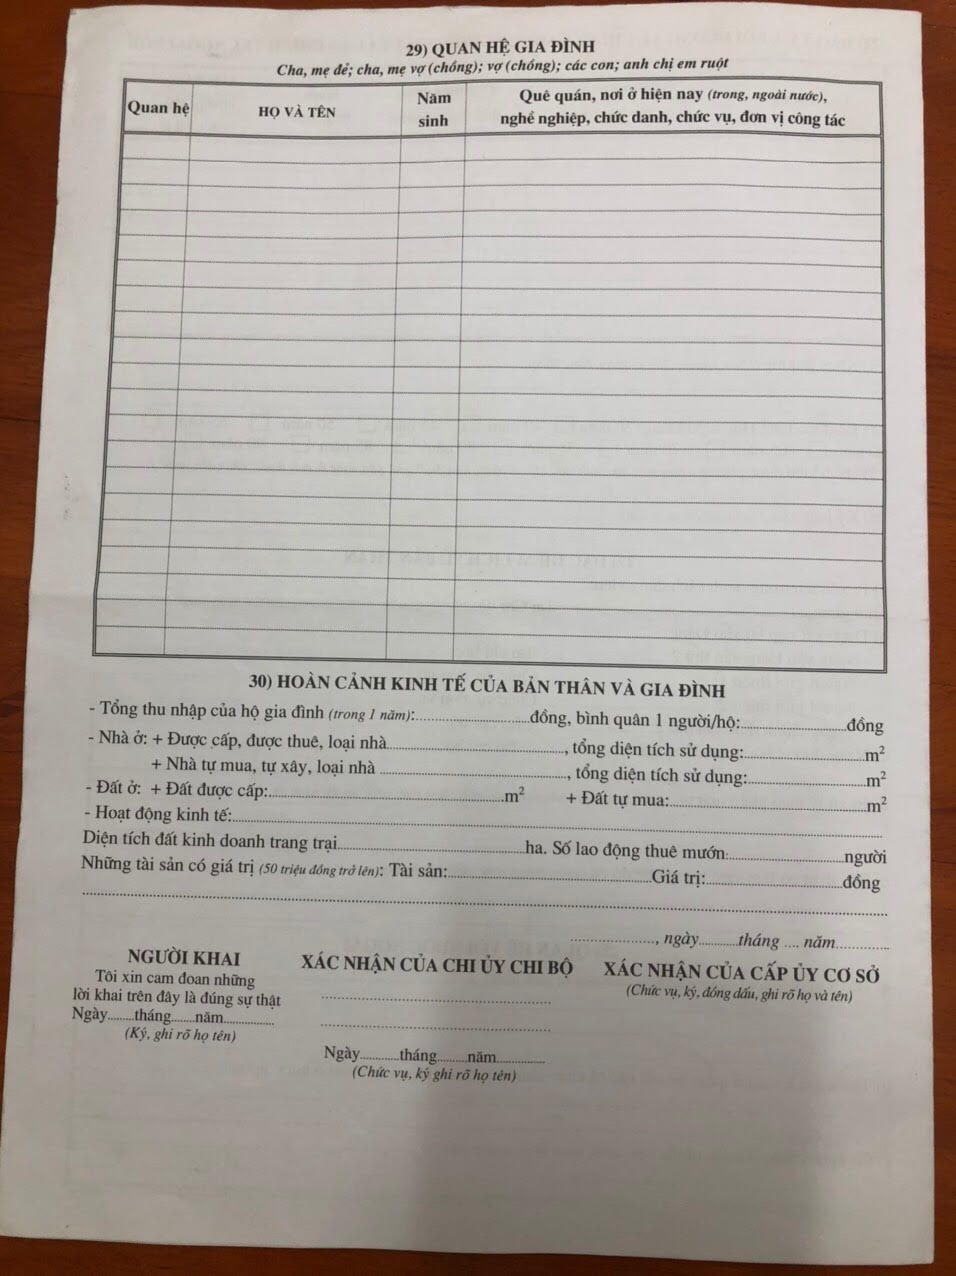 29) QUAN HỆ GIA ĐÌNH
Cha, mẹ đẻ; cha, mẹ vợ (chồng); vợ (chồng); các con; anh chị em ruột
Quan hệ
HỌ VÀ TÊN
Năm
sinh
Quê quán, nơi ở hiện nay (trong, ngoài nước),
nghề nghiệp, chức danh, chức vụ, đơn vị công tác
30) HOÀN CẢNH KINH TẾ CỦA BẢN THÂN VÀ GIA ĐÌNH
- Tổng thu nhập của hộ gia đình (trong 1 năm):..............................đồng, bình quân 1 người/hộ:..........................đồng
- Nhà ở: + Được cấp, được thuê, loại nhà............................................., tổng diện tích sử dụng:..............................m²
+ Nhà tự mua, tự xây, loại nhà ..............................................., tổng diện tích sử dụng:..............................m²
- Đất ở: + Đất được cấp:..........................................................m² + Đất tự mua:..................................................m²
- Hoạt động kinh tế:..........................................................................................
Diện tích đất kinh doanh trang trại...............................................ha. Số lao động thuê mướn:.............................người
Những tài sản có giá trị (50 triệu đồng trở lên): Tài sản:...................................................Giá trị:..................................đồng
..........................................................................................
...................., ngày..........tháng .... năm.............
NGƯỜI KHAI
Tôi xin cam đoan những
lời khai trên đây là đúng sự thật
Ngày.......tháng......năm.............
(Ký, ghi rõ họ tên)
XÁC NHẬN CỦA CHI ỦY CHI BỘ
..........................................................
..........................................................
Ngày..........tháng........năm.............
(Chức vụ, ký ghi rõ họ tên)
XÁC NHẬN CỦA CẤP ỦY CƠ SỞ
(Chức vụ, ký, đóng dấu, ghi rõ họ và tên)